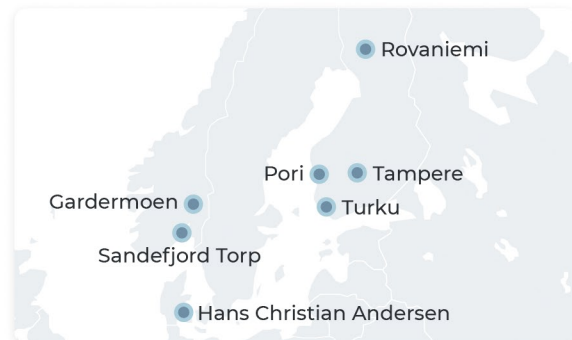 Rovaniemi
Pori
Tampere
Gardermoen
Turku
Sandefjord Torp
Hans Christian Andersen